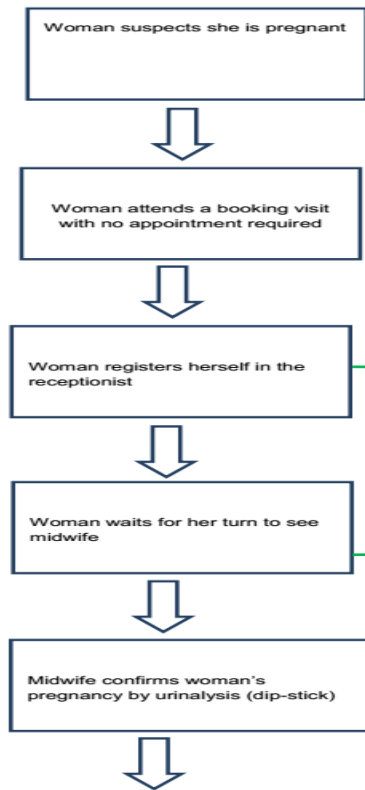 Woman suspects she is pregnant
Woman attends a booking visit
with no appointment required
Woman registers herself in the
receptionist
Woman waits for her turn to see
midwife
Midwife confirms woman's
pregnancy by urinalysis (dip-stick)